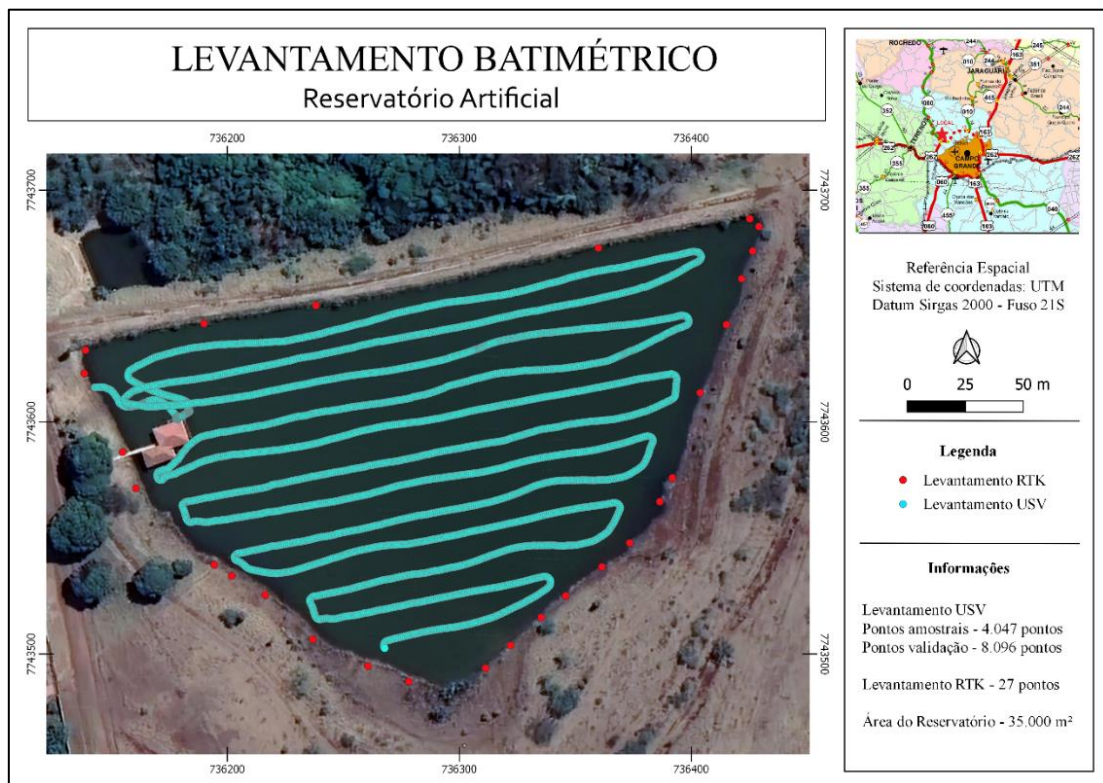 LEVANTAMENTO BATIMÉTRICO
Reservatório Artificial
736200
736300
736400
7743700
7743700
7743600
7743600
7743500
7743500
736200
736300
736400
ROCHEDO
JARAGUARI
LOCAL
CAMPO
GRANDE
Referência Espacial
Sistema de coordenadas: UTM
Datum Sirgas 2000 - Fuso 21S
0 25 50 m
Legenda
Levantamento RTK
Levantamento USV
Informações
Levantamento USV
Pontos amostrais - 4.047 pontos
Pontos validação - 8.096 pontos
Levantamento RTK - 27 pontos
Área do Reservatório - 35.000 m²